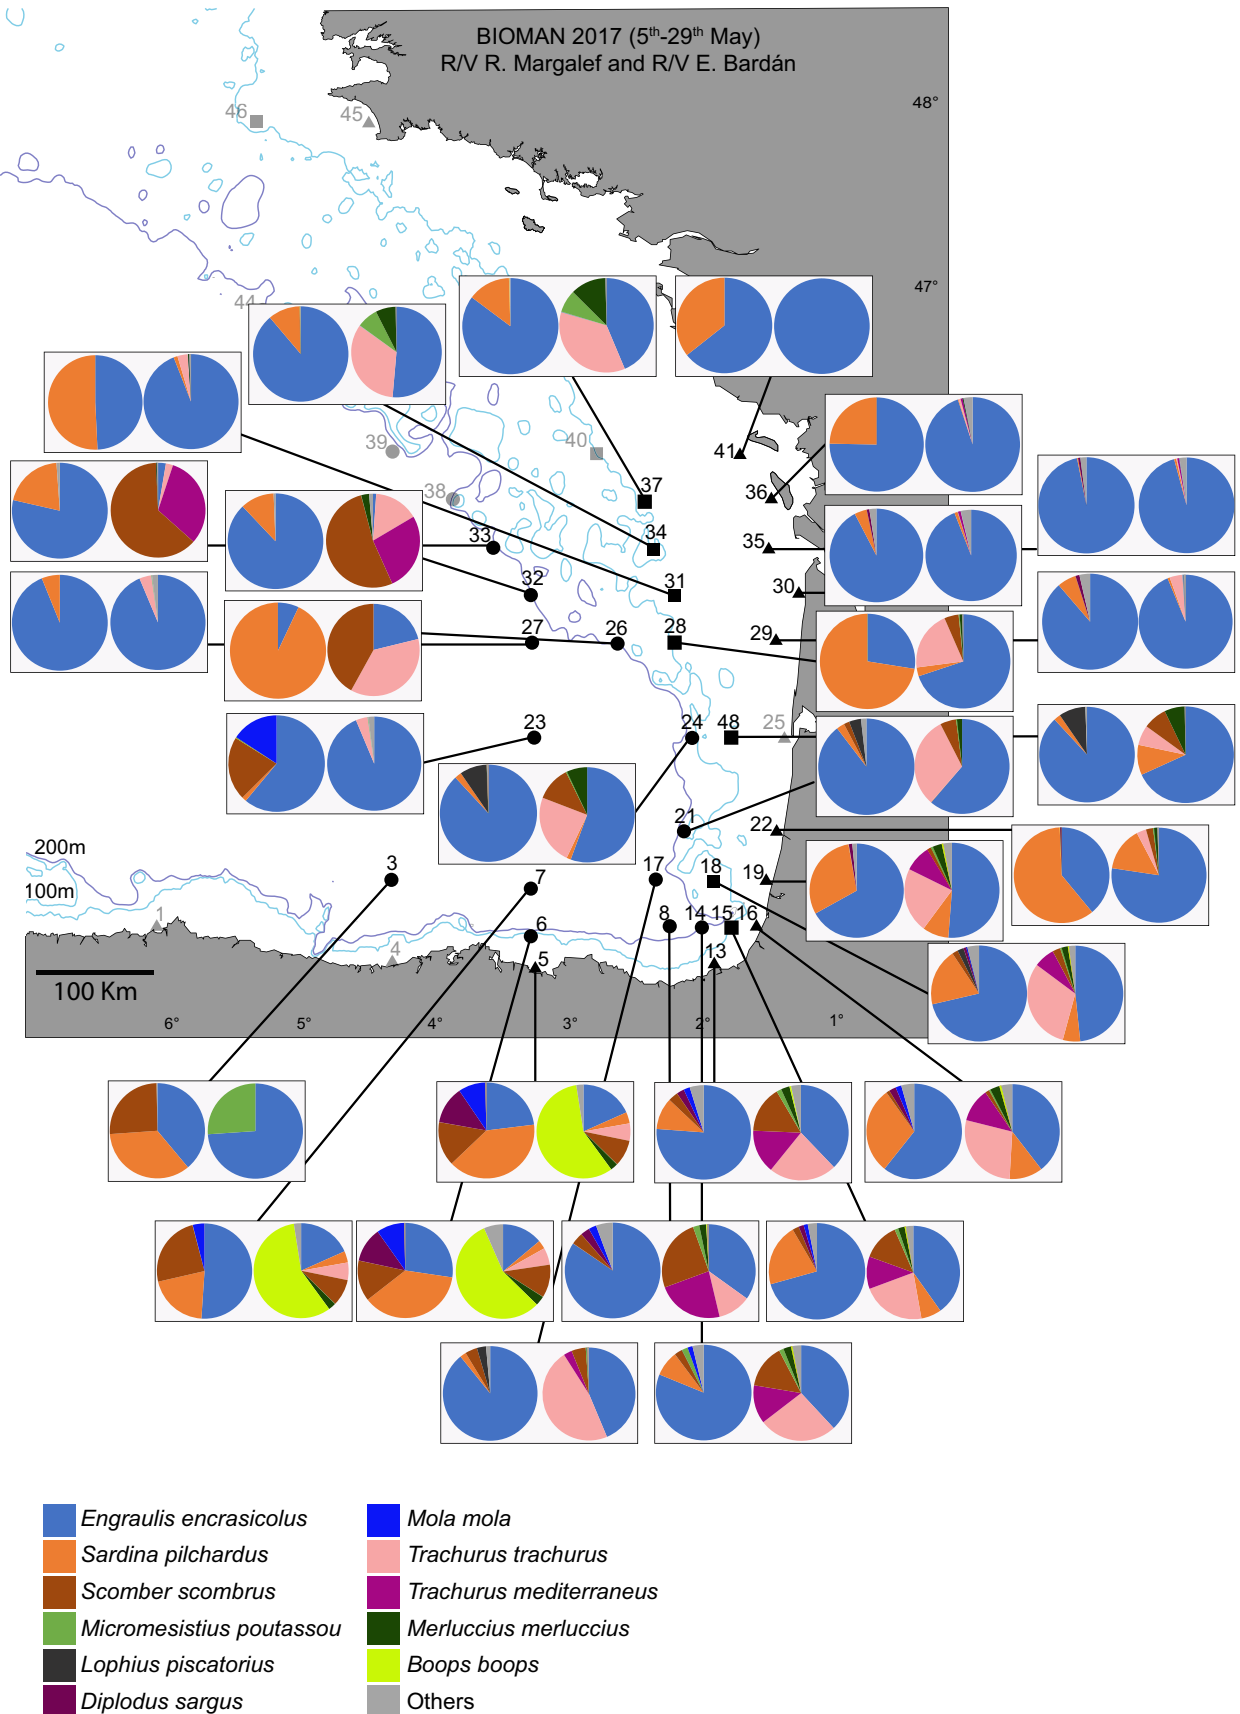 BIOMAN 2017 (5th-29th May)
R/V R. Margalef and R/V E. Bardán
48°
46
45
47°
44
39
40
41
37
36
38
34
35
33
32
31
30
27
26
28
29
23
24
48
25
21
22
200m
3
7
17
18
19
100m
1
6
8
14
15
16
4
5
13
100 Km
6°
5°
4°
3°
2°
1°
Engraulis encrasicolus
Sardina pilchardus
Scomber scombrus
Micromesistius poutassou
Lophius piscatorius
Diplodus sargus
Mola mola
Trachurus trachurus
Trachurus mediterraneus
Merluccius merluccius
Boops boops
Others